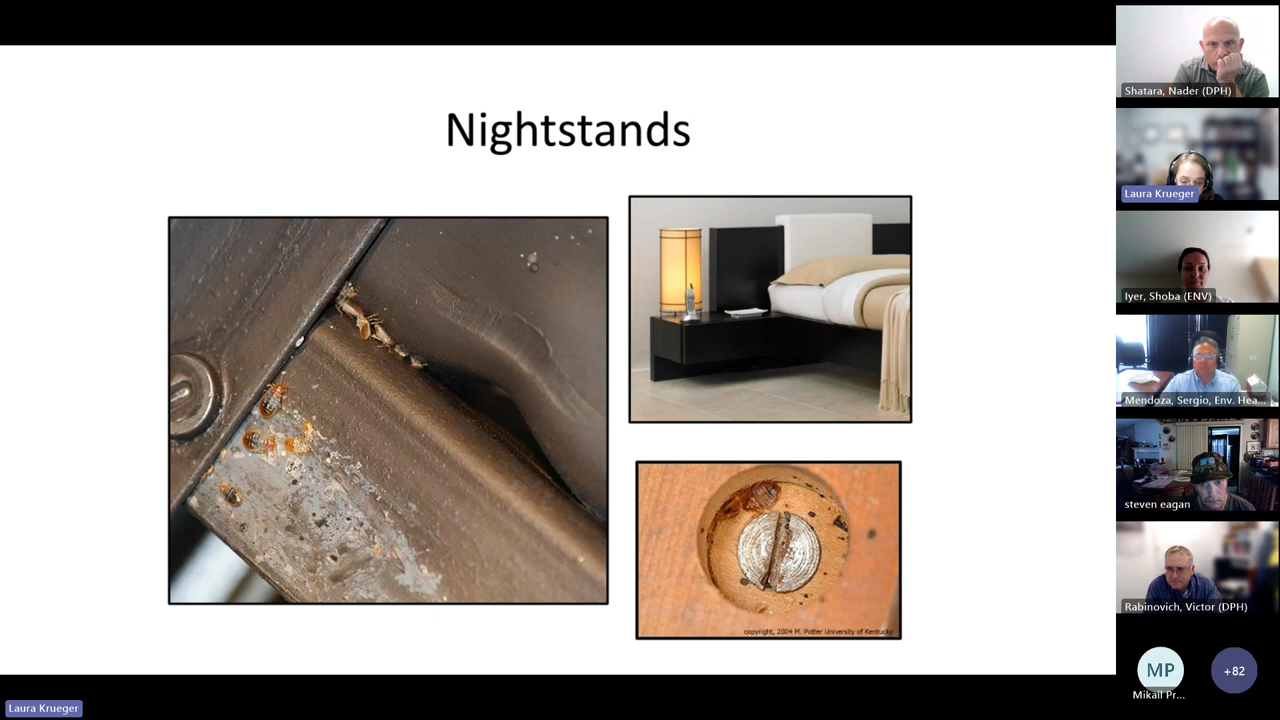 Nightstands
copyright, 2004 M. Potter University of Kentucky
Shatara, Nader (DPH)
Laura Krueger
Iyer, Shoba (ENV)
Mendoza, Sergio, Env. Hea...
steven eagan
Rabinovich, Victor (DPH)
MP
Mikail Pr...
+82
Laura Krueger